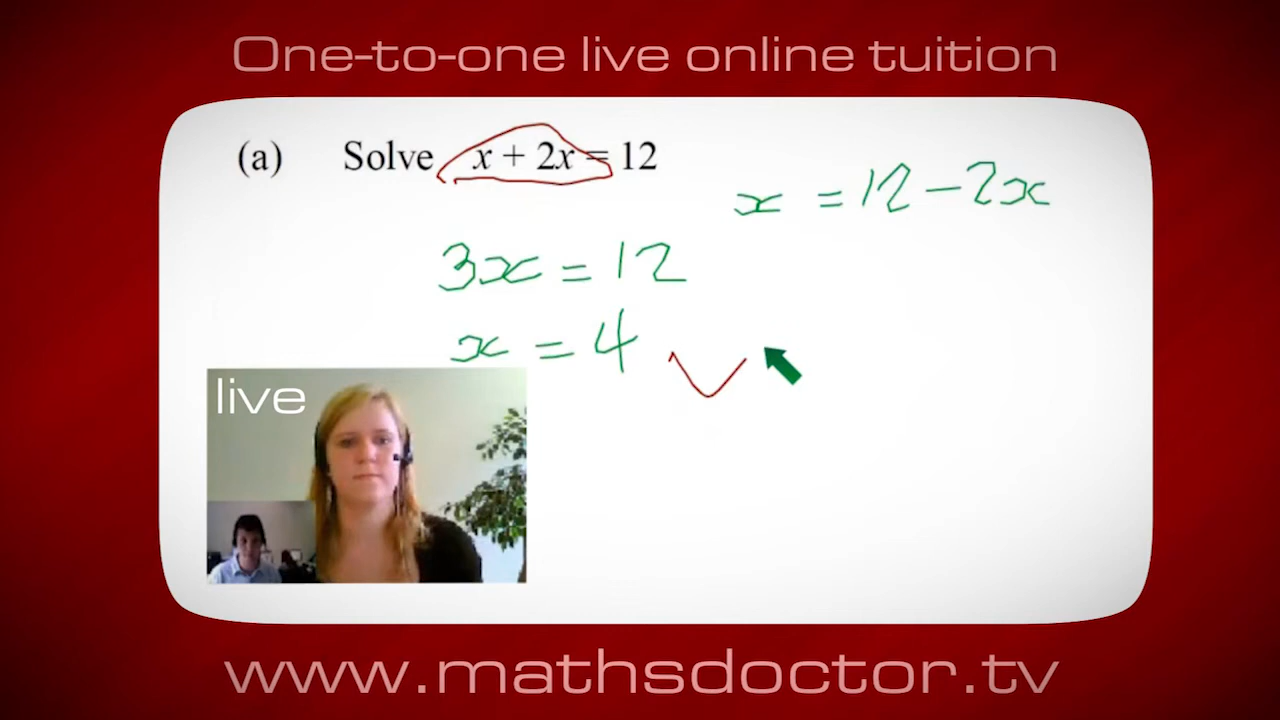 One-to-one live online tuition
(a) Solve x + 2x = 12
x = 12 - 2x
3x = 12
x = 4
live
www.mathsdoctor.tv